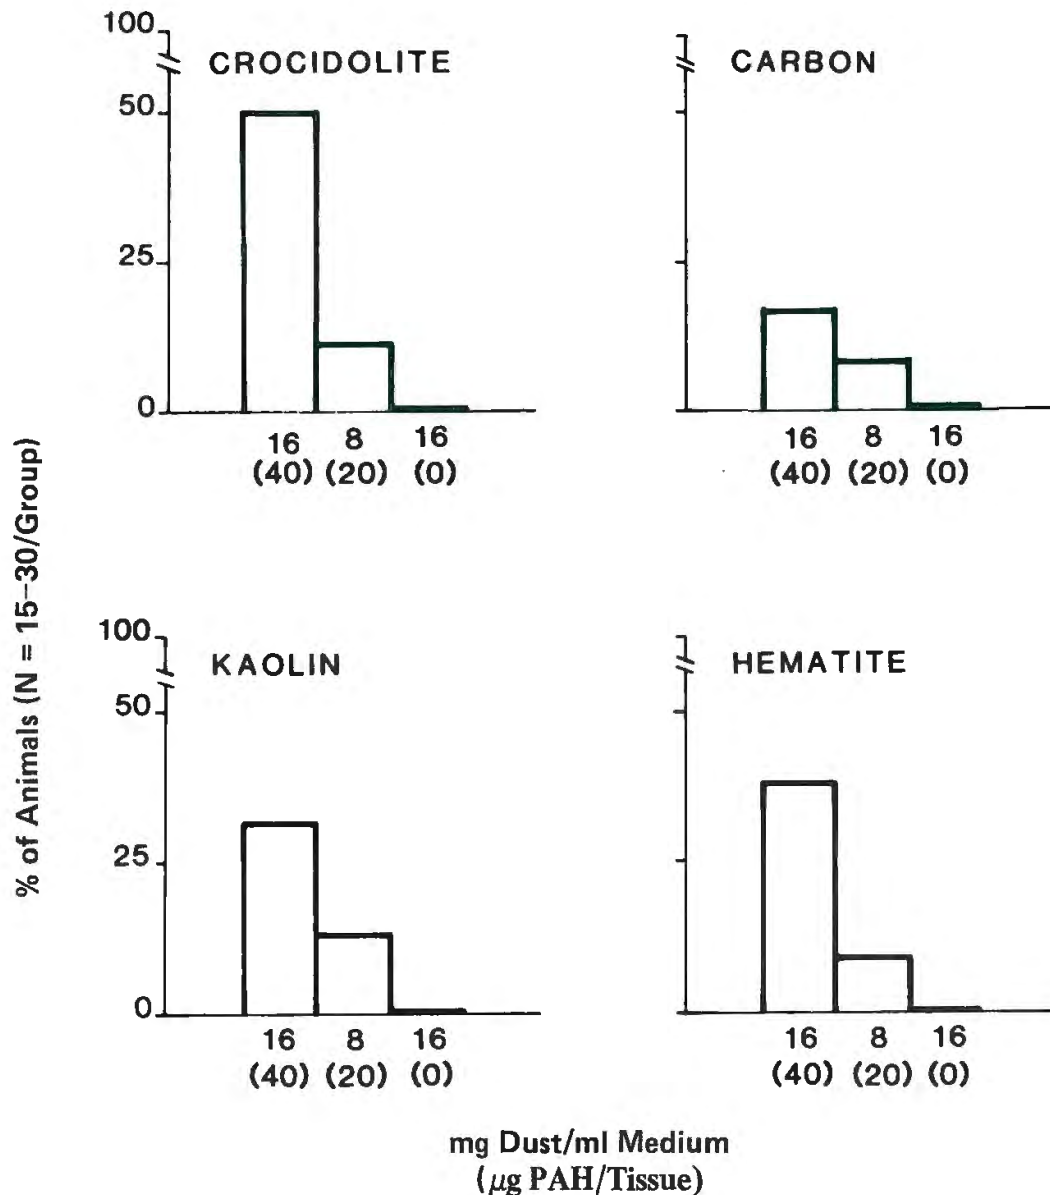 % of Animals (N = 15–30/Group)
CROCIDOLITE
100
50
25
0
16 8 16
(40) (20) (0)
CARBON
16 8 16
(40) (20) (0)
KAOLIN
100
50
25
0
16 8 16
(40) (20) (0)
HEMATITE
16 8 16
(40) (20) (0)
mg Dust/ml Medium
(μg PAH/Tissue)